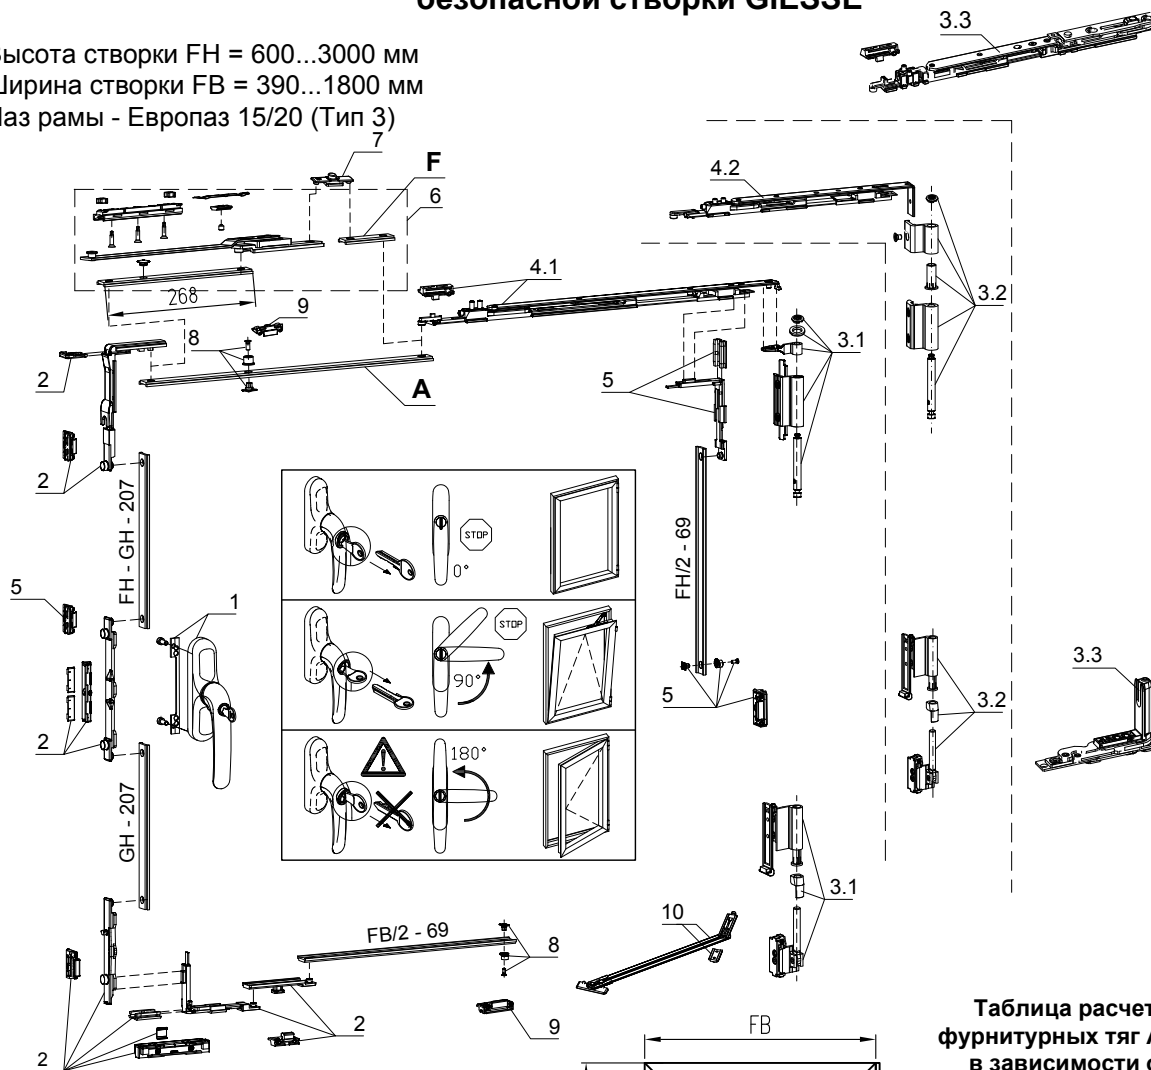 безопасной створки GIESSE
Высота створки FH = 600...3000 мм
Ширина створки FB = 390...1800 мм
Паз рамы - Европаз 15/20 (Тип 3)
3.3
7
F
6
4.2
268
9
4.1
3.2
8
3.1
2
A
5
2
FH - GH - 207
STOP
0°
FH/2 - 69
5
1
STOP
90°
3.3
5
3.2
2
180°
GH - 207
3.1
10
FB/2 - 69
8
2
9
2
FB
Таблица расчет
фурнитурных тяг А
в зависимости о